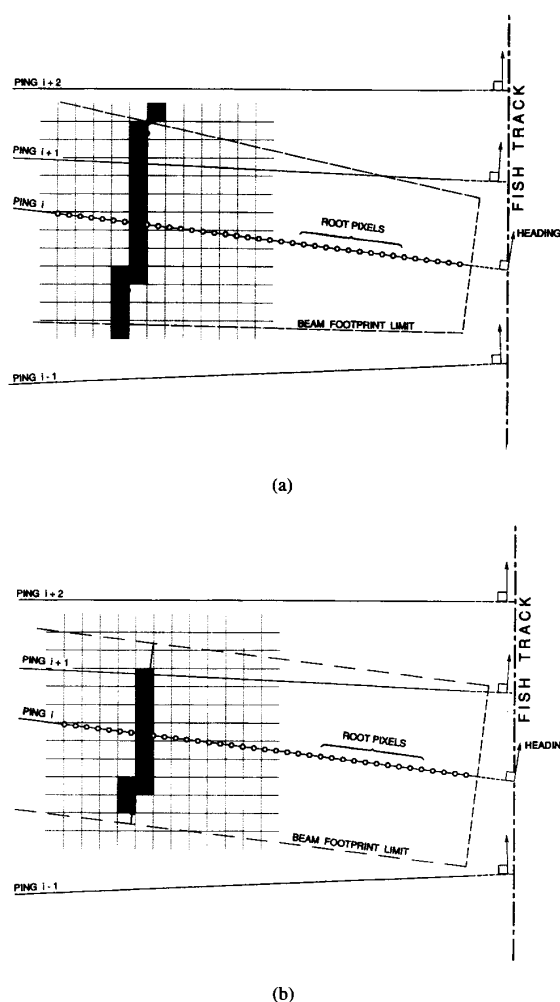 PING i + 2
PING i+1
PING i
ROOT PIXELS
HEADING
BEAM FOOTPRINT LIMIT
PING i - 1
FISH TRACK
(a)
PING i + 2
PING i+1
PING i
ROOT PIXELS
HEADING
BEAM FOOTPRINT LIMIT
PING i - 1
FISH TRACK
(b)